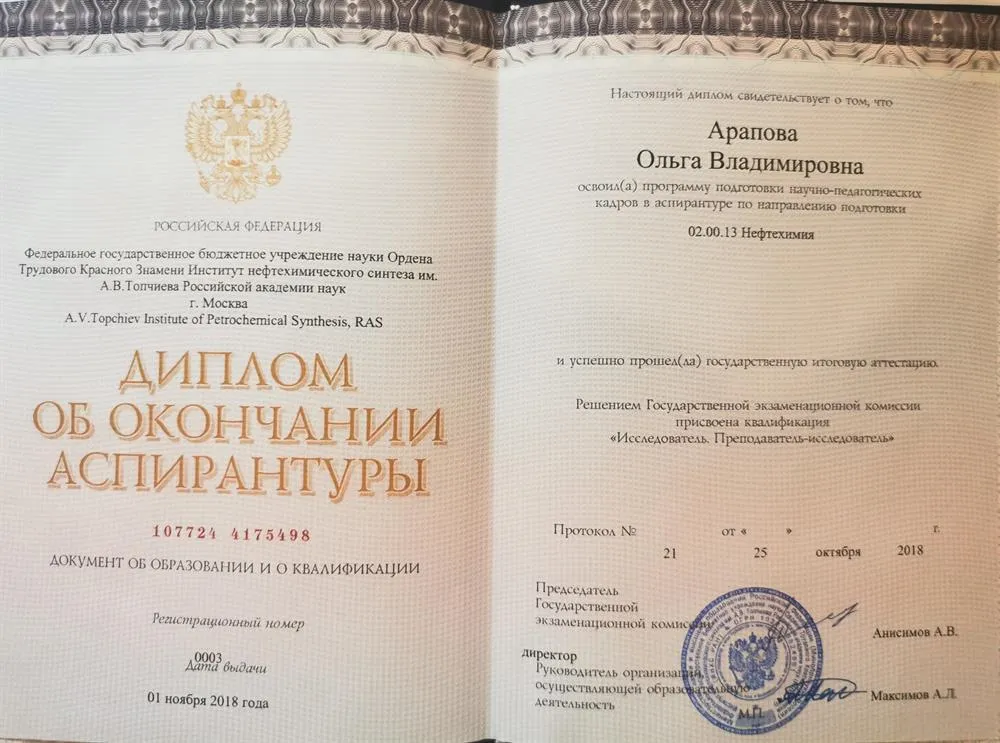 РОССИЙСКАЯ ФЕДЕРАЦИЯ
Федеральное государственное бюджетное учреждение науки Ордена
Трудового Красного Знамени Институт нефтехимического синтеза им.
А.В.Топчиева Российской академии наук
г. Москва
A.V.Topchiev Institute of Petrochemical Synthesis, RAS
ДИПЛОМ
ОБ ОКОНЧАНИИ
АСПИРАНТУРЫ
107724 4175498
ДОКУМЕНТ ОБ ОБРАЗОВАНИИ И О КВАЛИФИКАЦИИ
Регистрационный номер
0003
Дата выдачи
01 ноября 2018 года
Настоящий диплом свидетельствует о том, что
Арапова
Ольга Владимировна
освоил(а) программу подготовки научно-педагогических
кадров в аспирантуре по направлению подготовки
02.00.13 Нефтехимия
и успешно прошел(ла) государственную итоговую аттестацию.
Решением Государственной экзаменационной комиссии
присвоена квалификация
«Исследователь. Преподаватель-исследователь»
Протокол № от « » г.
21 25 октября 2018
Председатель
Государственной
экзаменационной комиссии
Анисимов А.В.
директор
Руководитель организации,
осуществляющей образовательную
деятельность
Максимов А.Л.
М.П.